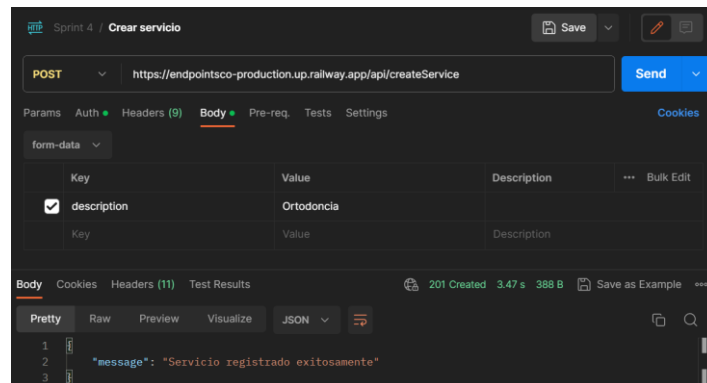 HTTP Sprint 4 / Crear servicio Save
POST https://endpointsco-production.up.railway.app/api/createService Send
Params Auth Headers (9) Body Pre-req. Tests Settings Cookies
form-data
Key Value Description ••• Bulk Edit
description Ortodoncia
Key Value Description
Body Cookies Headers (11) Test Results 201 Created 3.47 s 388 B Save as Example •••
Pretty Raw Preview Visualize JSON
1 {
2 "message": "Servicio registrado exitosamente"
3 }